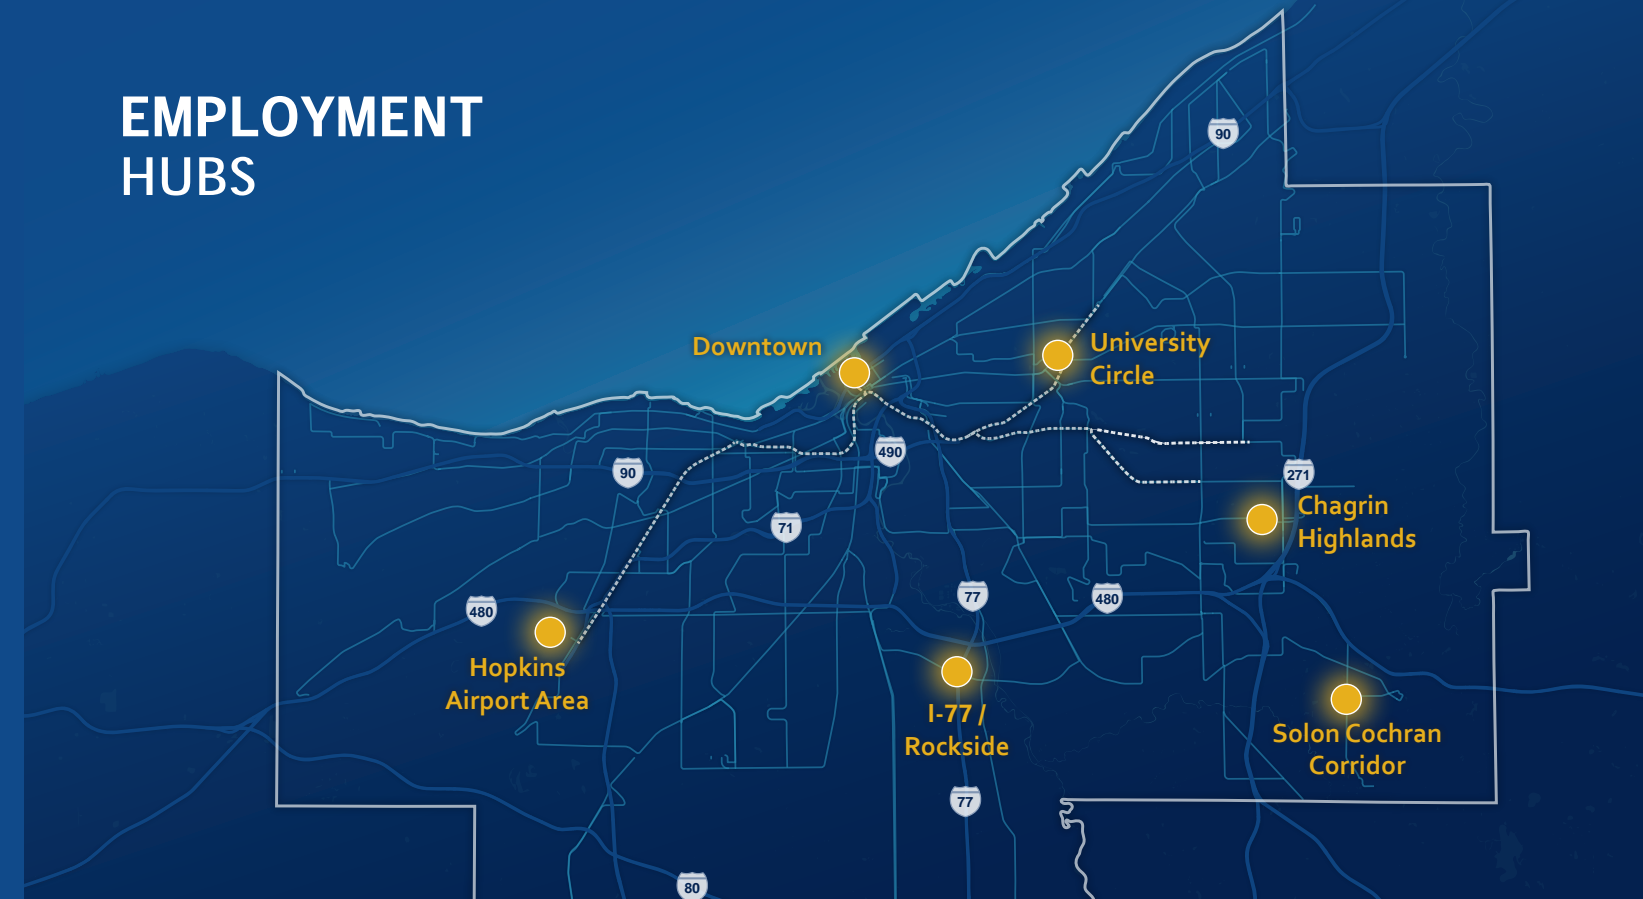 EMPLOYMENT
HUBS
90
Downtown
University
Circle
490
90
271
Chagrin
Highlands
71
77
480
480
Hopkins
Airport Area
I-77 /
Rockside
Solon Cochran
Corridor
77
80